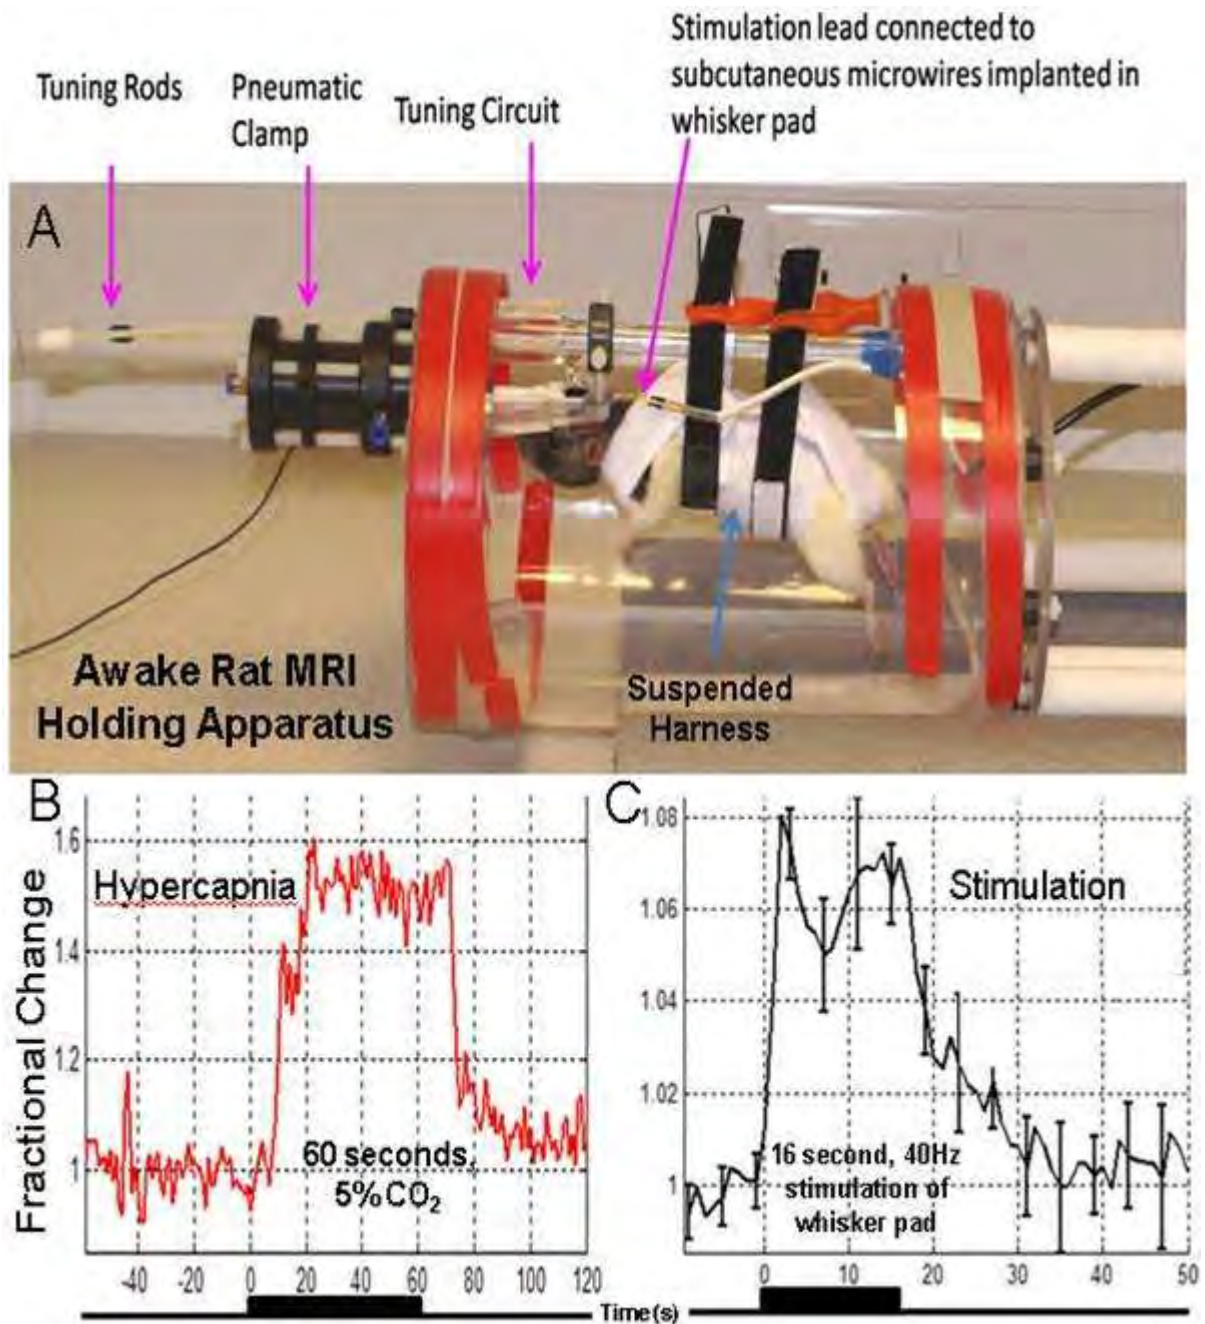 Tuning Rods
Pneumatic
Clamp
Tuning Circuit
Stimulation lead connected to
subcutaneous microwires implanted in
whisker pad
A
Awake Rat MRI
Holding Apparatus
Suspended
Harness
B
Hypercapnia
60 seconds,
5%CO₂
Fractional Change
1.6
1.4
1.2
1
-40 -20 0 20 40 60 80 100 120
C
Stimulation
16 second, 40Hz
stimulation of
whisker pad
1.08
1.06
1.04
1.02
1
0 10 20 30 40 50
Time(s)